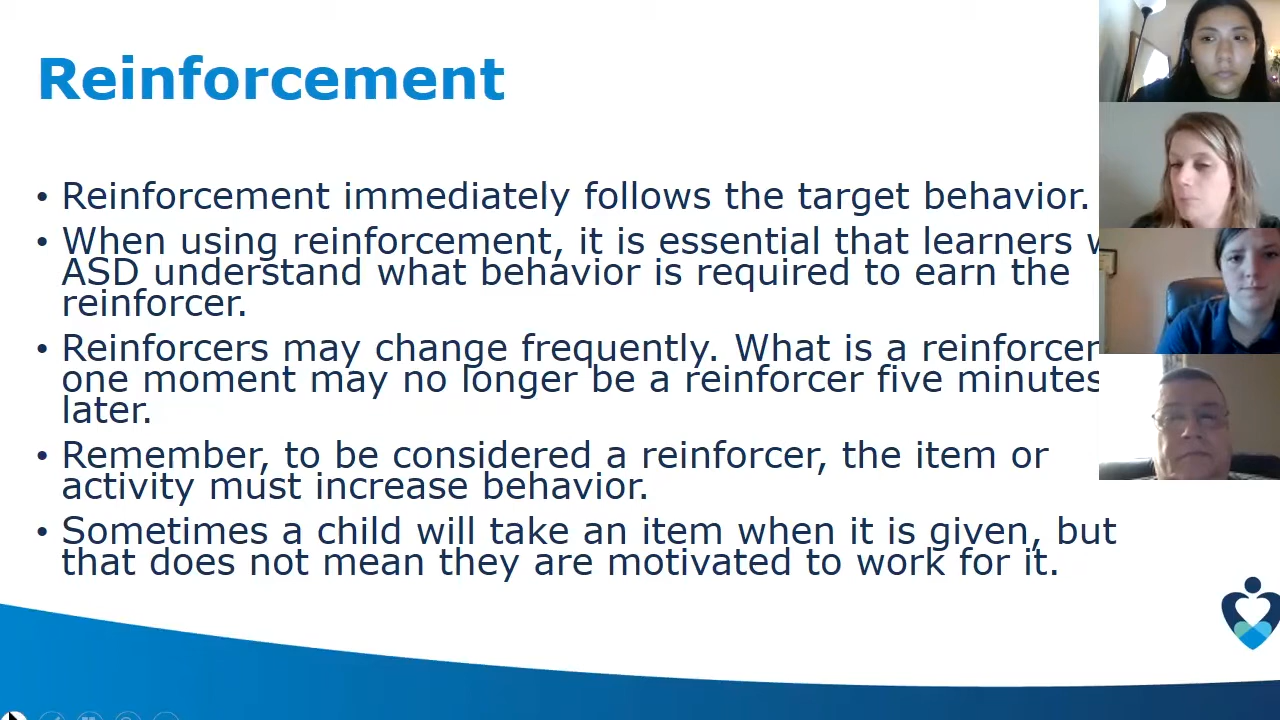 Reinforcement
• Reinforcement immediately follows the target behavior.
• When using reinforcement, it is essential that learners
ASD understand what behavior is required to earn the
reinforcer.
• Reinforcers may change frequently. What is a reinforcer
one moment may no longer be a reinforcer five minutes
later.
• Remember, to be considered a reinforcer, the item or
activity must increase behavior.
• Sometimes a child will take an item when it is given, but
that does not mean they are motivated to work for it.